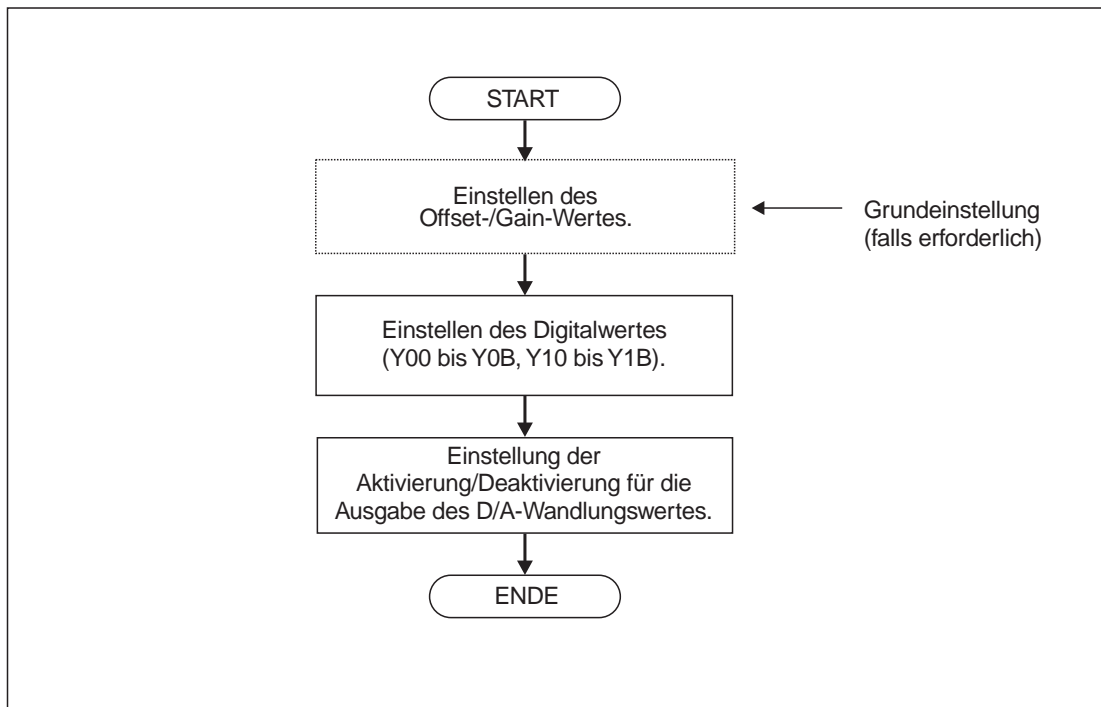 START
Einstellen des
Offset-/Gain-Wertes.
Grundeinstellung
(falls erforderlich)
Einstellen des Digitalwertes
(Y00 bis Y0B, Y10 bis Y1B).
Einstellung der
Aktivierung/Deaktivierung für die
Ausgabe des D/A-Wandlungswertes.
ENDE